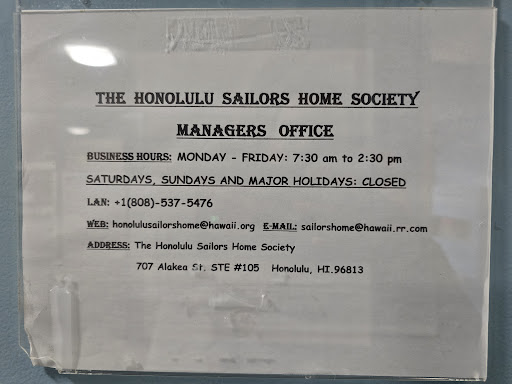 THE HONOLULU SAILORS HOME SOCIETY
MANAGERS OFFICE
BUSINESS HOURS: MONDAY - FRIDAY: 7:30 am to 2:30 pm
SATURDAYS, SUNDAYS AND MAJOR HOLIDAYS: CLOSED
LAN: +1(808)-537-5476
WEB: honolulusailorshome@hawaii.org E-MAIL: sailorshome@hawaii.rr.com
ADDRESS: The Honolulu Sailors Home Society
707 Alakea St. STE #105 Honolulu, HI.96813